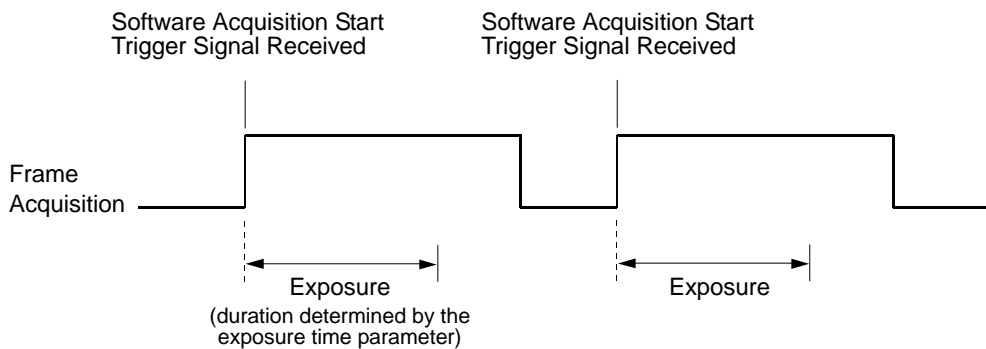 Software Acquisition Start
Trigger Signal Received
Software Acquisition Start
Trigger Signal Received
Frame
Acquisition
Exposure
(duration determined by the
exposure time parameter)
Exposure